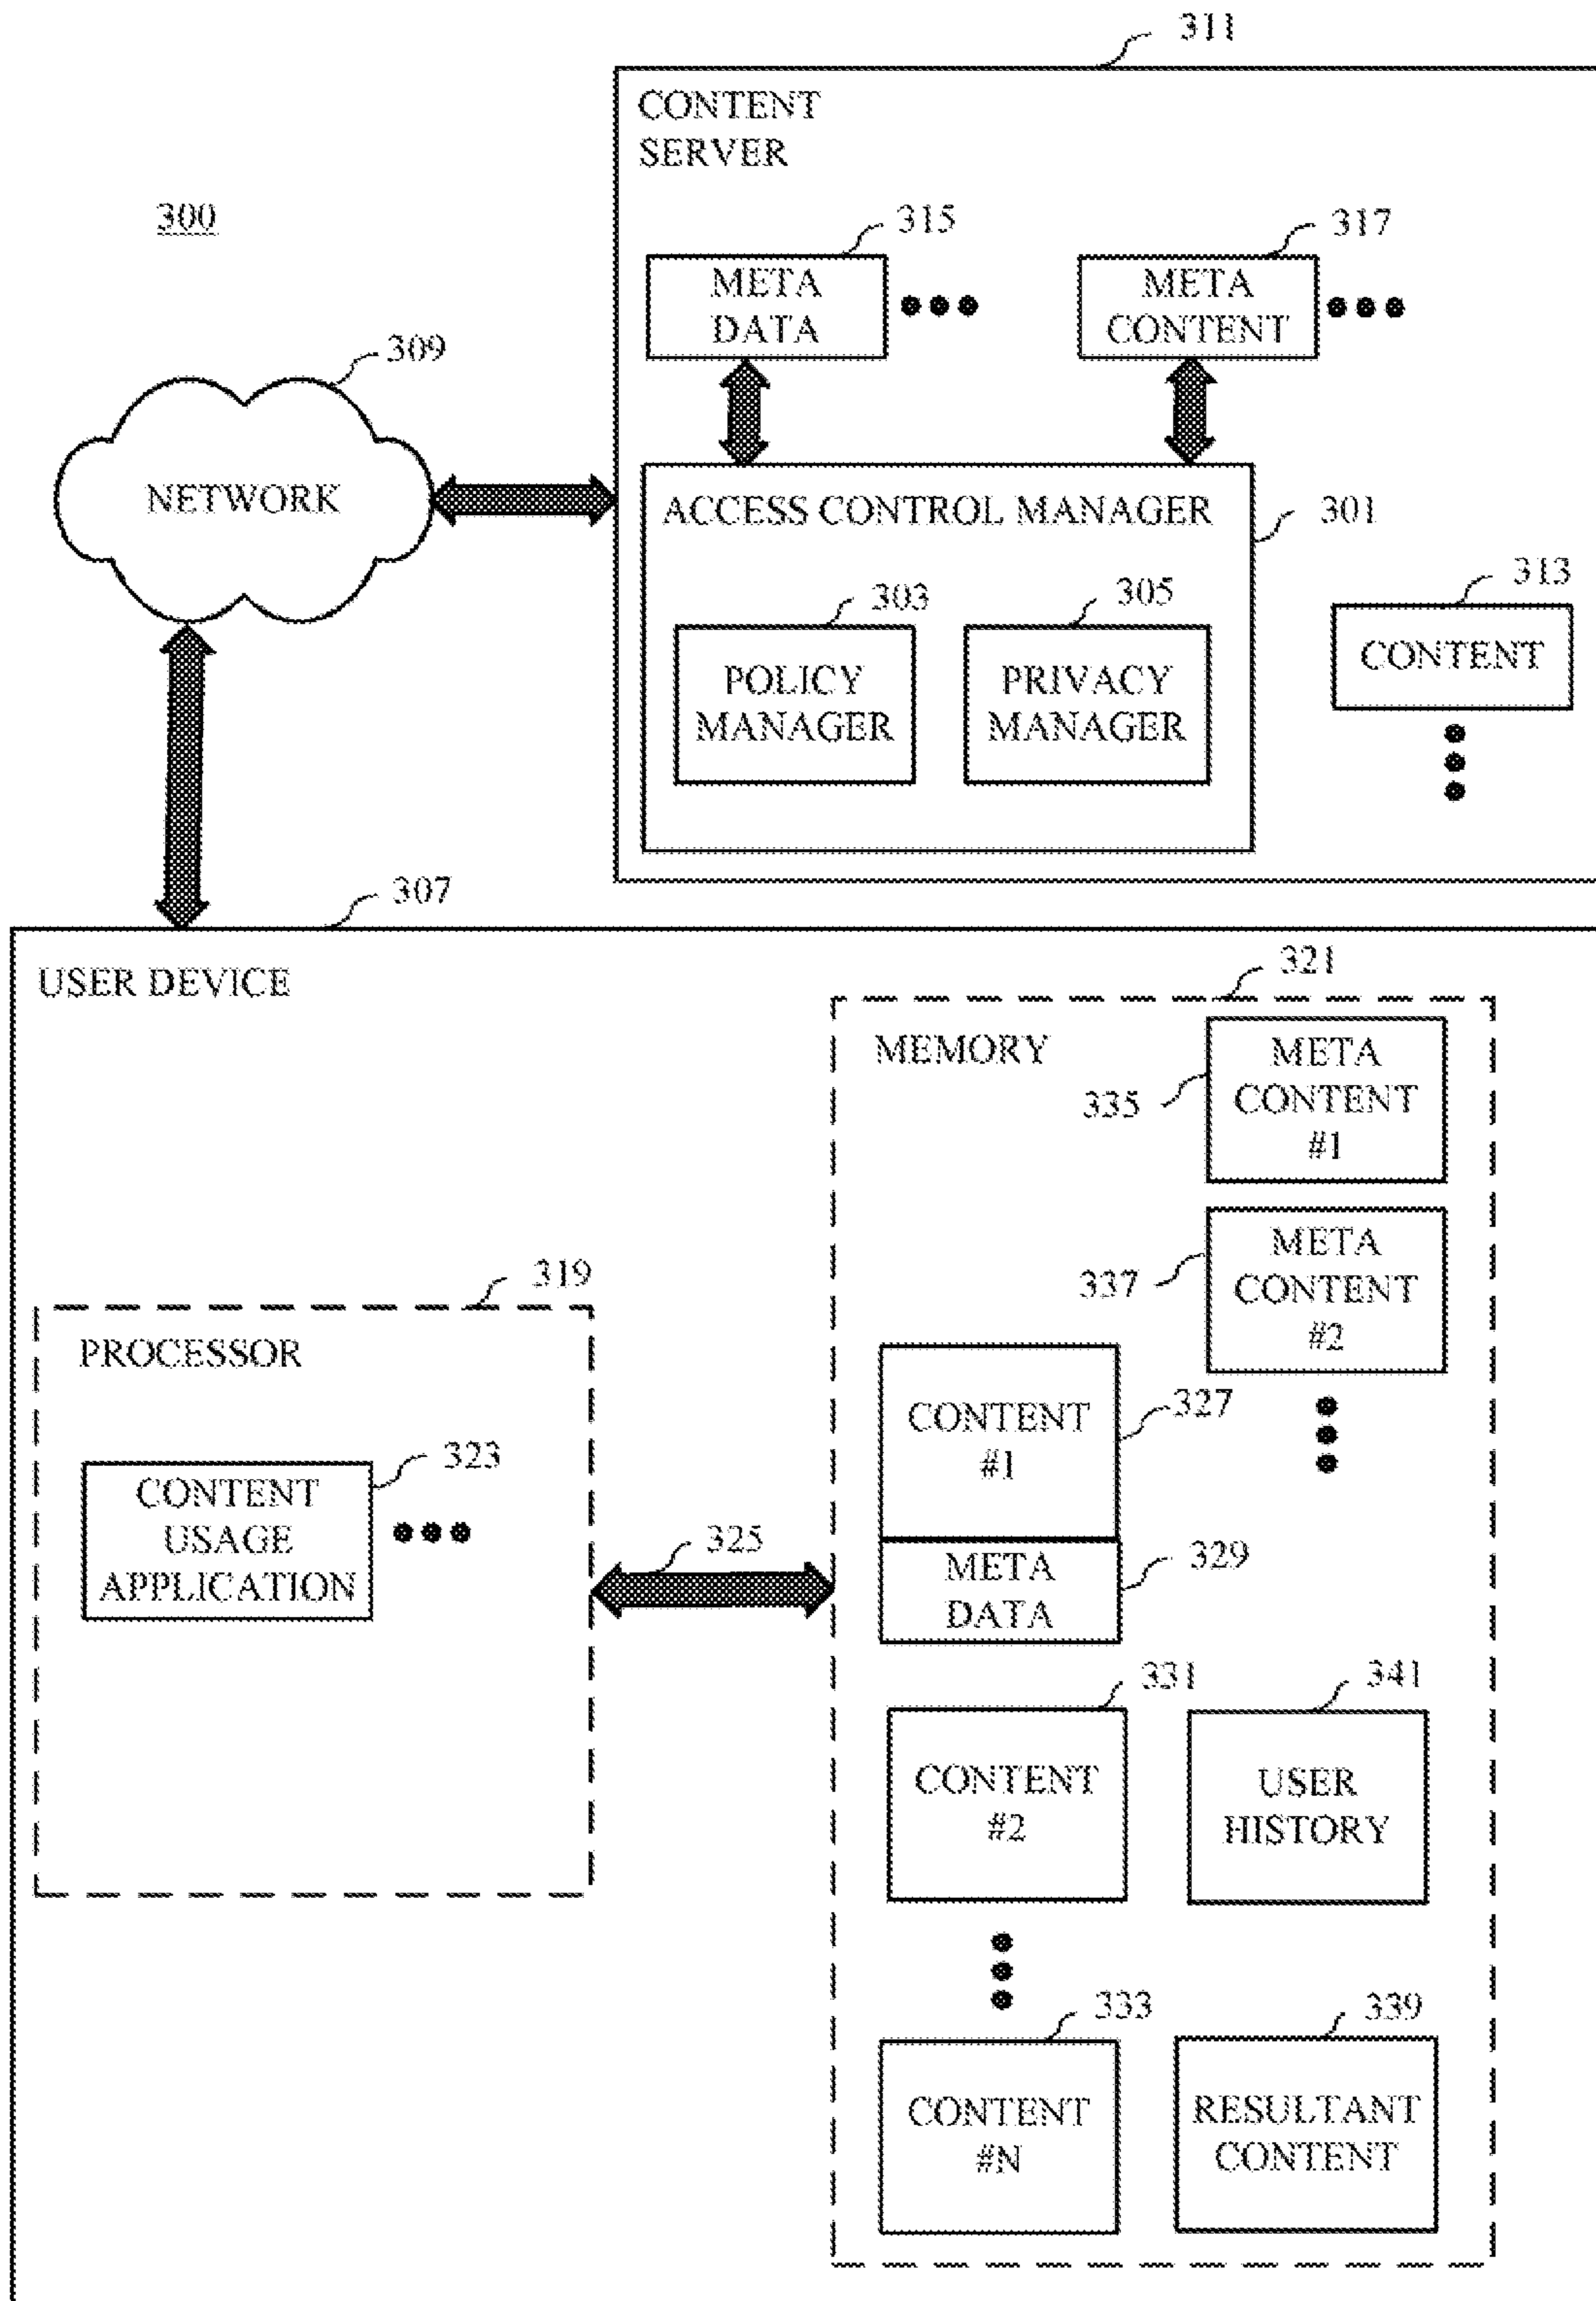 311
CONTENT
SERVER
300
315
317
META
DATA
META
CONTENT
309
NETWORK
ACCESS CONTROL MANAGER
301
303
305
313
POLICY
MANAGER
PRIVACY
MANAGER
CONTENT
307
USER DEVICE
321
MEMORY
META
CONTENT
#1
335
META
CONTENT
#2
337
319
PROCESSOR
CONTENT
#1
327
323
CONTENT
USAGE
APPLICATION
325
META
DATA
329
331
341
CONTENT
#2
USER
HISTORY
333
339
CONTENT
#N
RESULTANT
CONTENT